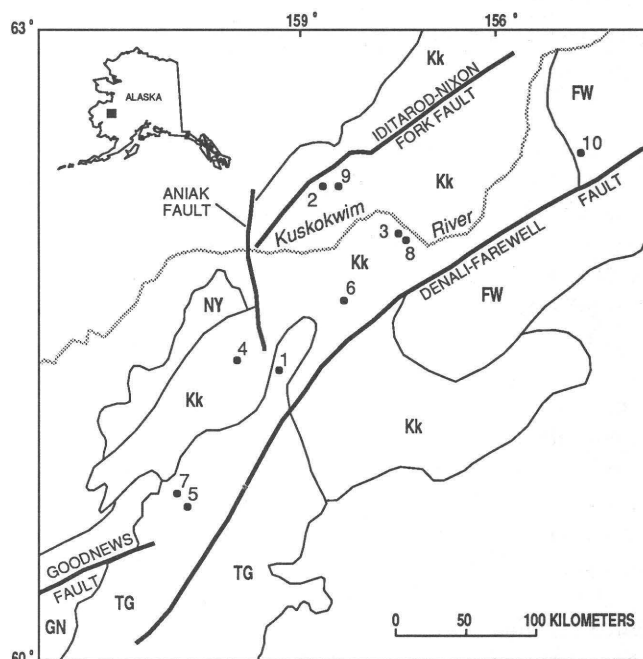 63°
159°
156°
ALASKA
Kk
IDITAROD-NIXON
FORK FAULT
FW
10
ANIAK
FAULT
2
9
Kk
Kuskokwim
River
3
8
DENALI-FAREWELL
FAULT
Kk
NY
6
FW
4
1
Kk
Kk
7
5
GOODNEWS
FAULT
TG
TG
GN
0
50
100 KILOMETERS
60°